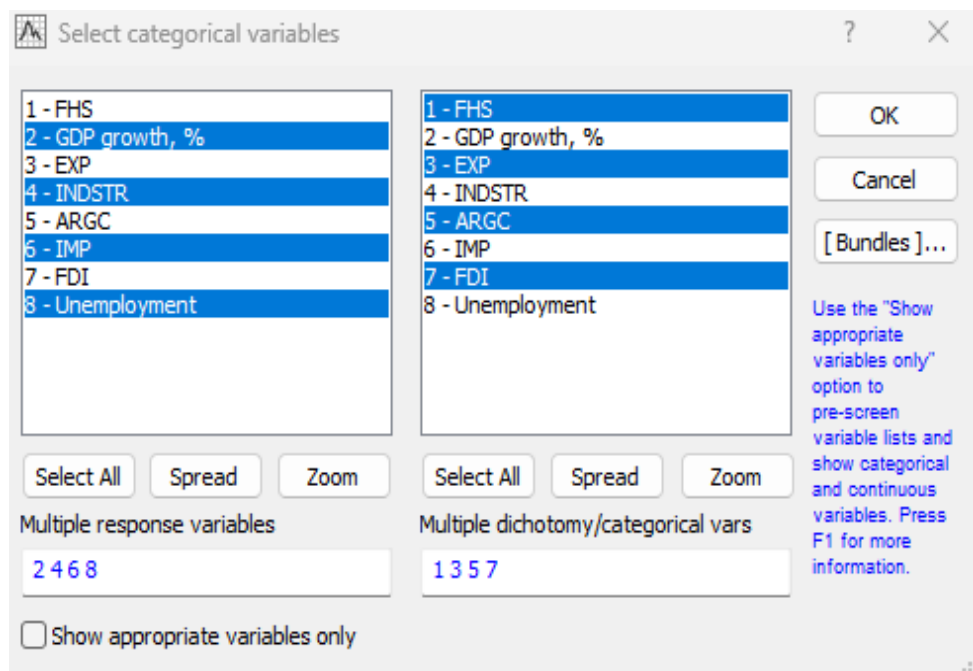 Select categorical variables
?
1 - FHS
2 - GDP growth, %
3 - EXP
4 - INDSTR
5 - ARGC
6 - IMP
7 - FDI
8 - Unemployment
1 - FHS
2 - GDP growth, %
3 - EXP
4 - INDSTR
5 - ARGC
6 - IMP
7 - FDI
8 - Unemployment
OK
Cancel
[ Bundles ]...
Use the "Show
appropriate
variables only"
option to
pre-screen
variable lists and
show categorical
and continuous
variables. Press
F1 for more
information.
Select All
Spread
Zoom
Select All
Spread
Zoom
Multiple response variables
Multiple dichotomy/categorical vars
2 4 6 8
1 3 5 7
Show appropriate variables only